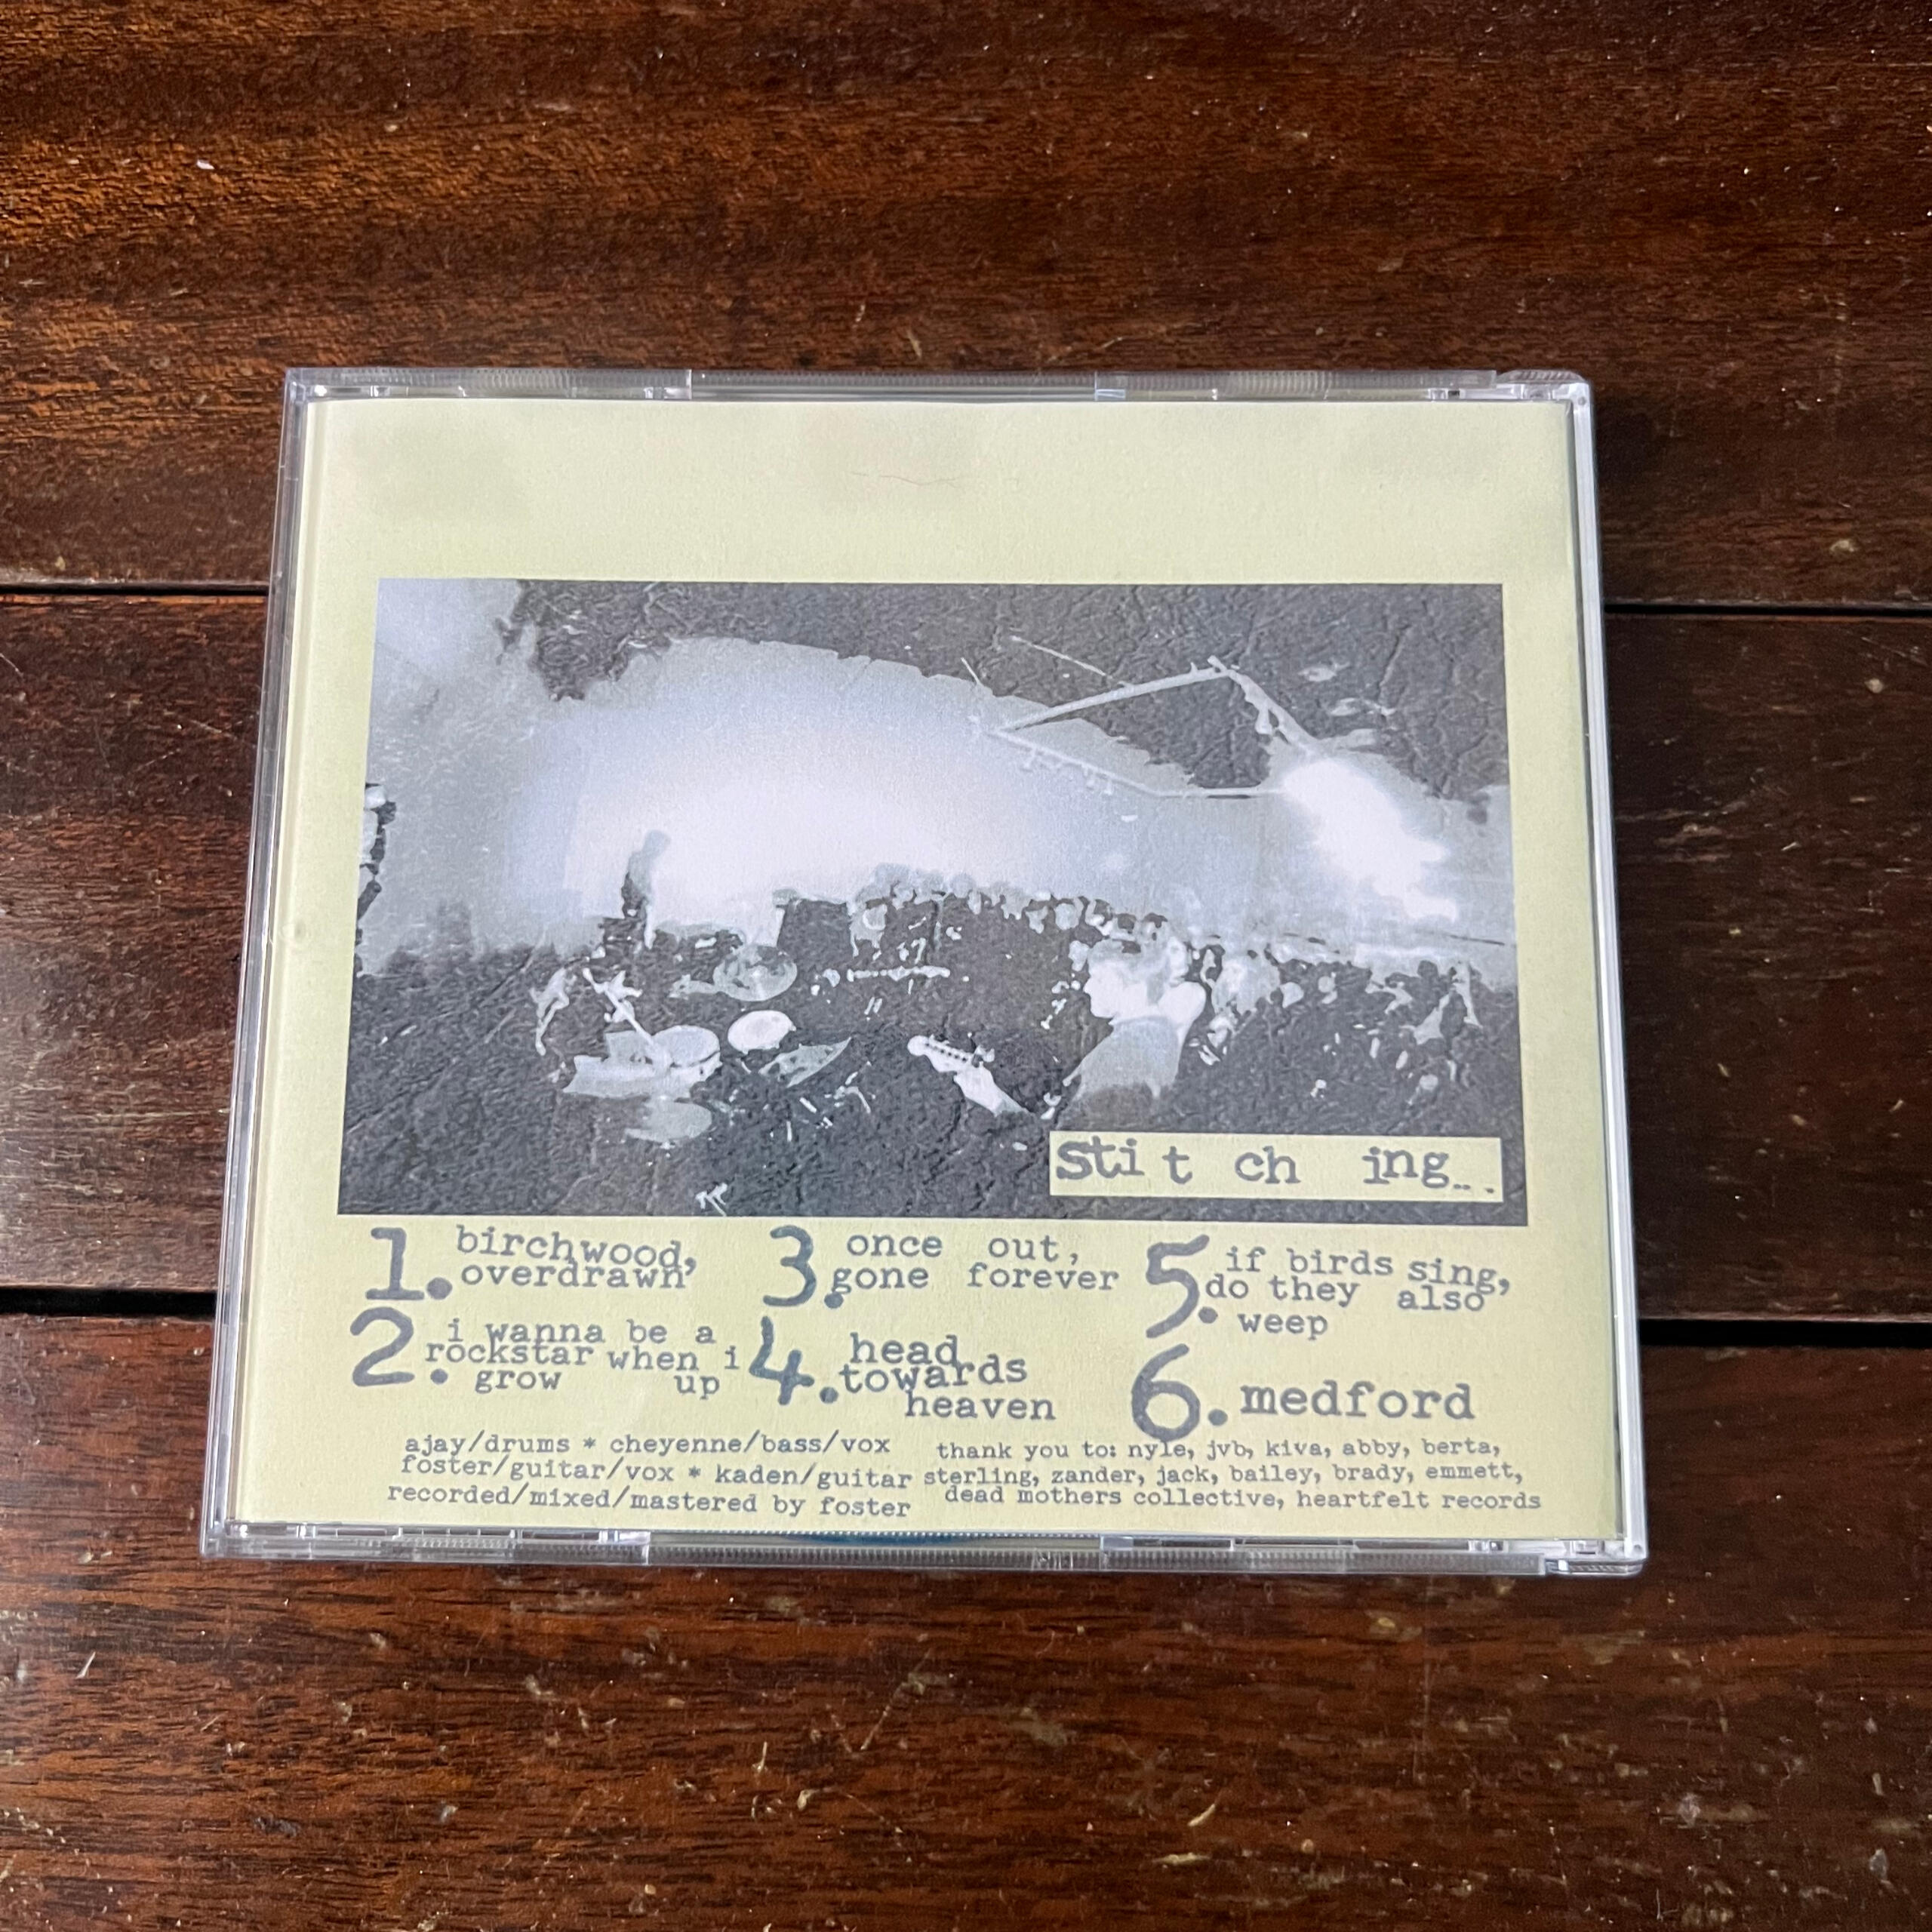 sti t ch ing...
1. birchwood,
overdrawn
2. i wanna be a
rockstar when i
grow up
3. once out,
gone forever
4. head
towards
heaven
5. if birds sing,
do they also
weep
6. medford
ajay/drums * cheyenne/bass/vox
foster/guitar/vox * kaden/guitar
recorded/mixed/mastered by foster
thank you to: nyle, jvb, kiva, abby, berta,
sterling, zander, jack, bailey, brady, emmett,
dead mothers collective, heartfelt records